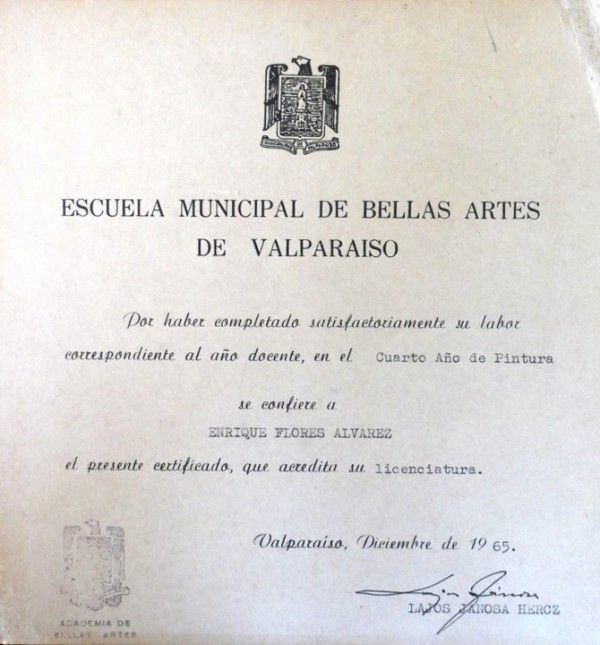 ESCUELA MUNICIPAL DE BELLAS ARTES
DE VALPARAISO
Por haber completado satisfactoriamente su labor
correspondiente al año docente, en el Cuarto Año de Pintura
se confiere a
ENRIQUE FLORES ALVAREZ
el presente certificado, que acredita su licenciatura.
Valparaíso, Diciembre de 1965.
LAJOS JANOSA HERCZ
ACADEMIA DE
BELLAS ARTES